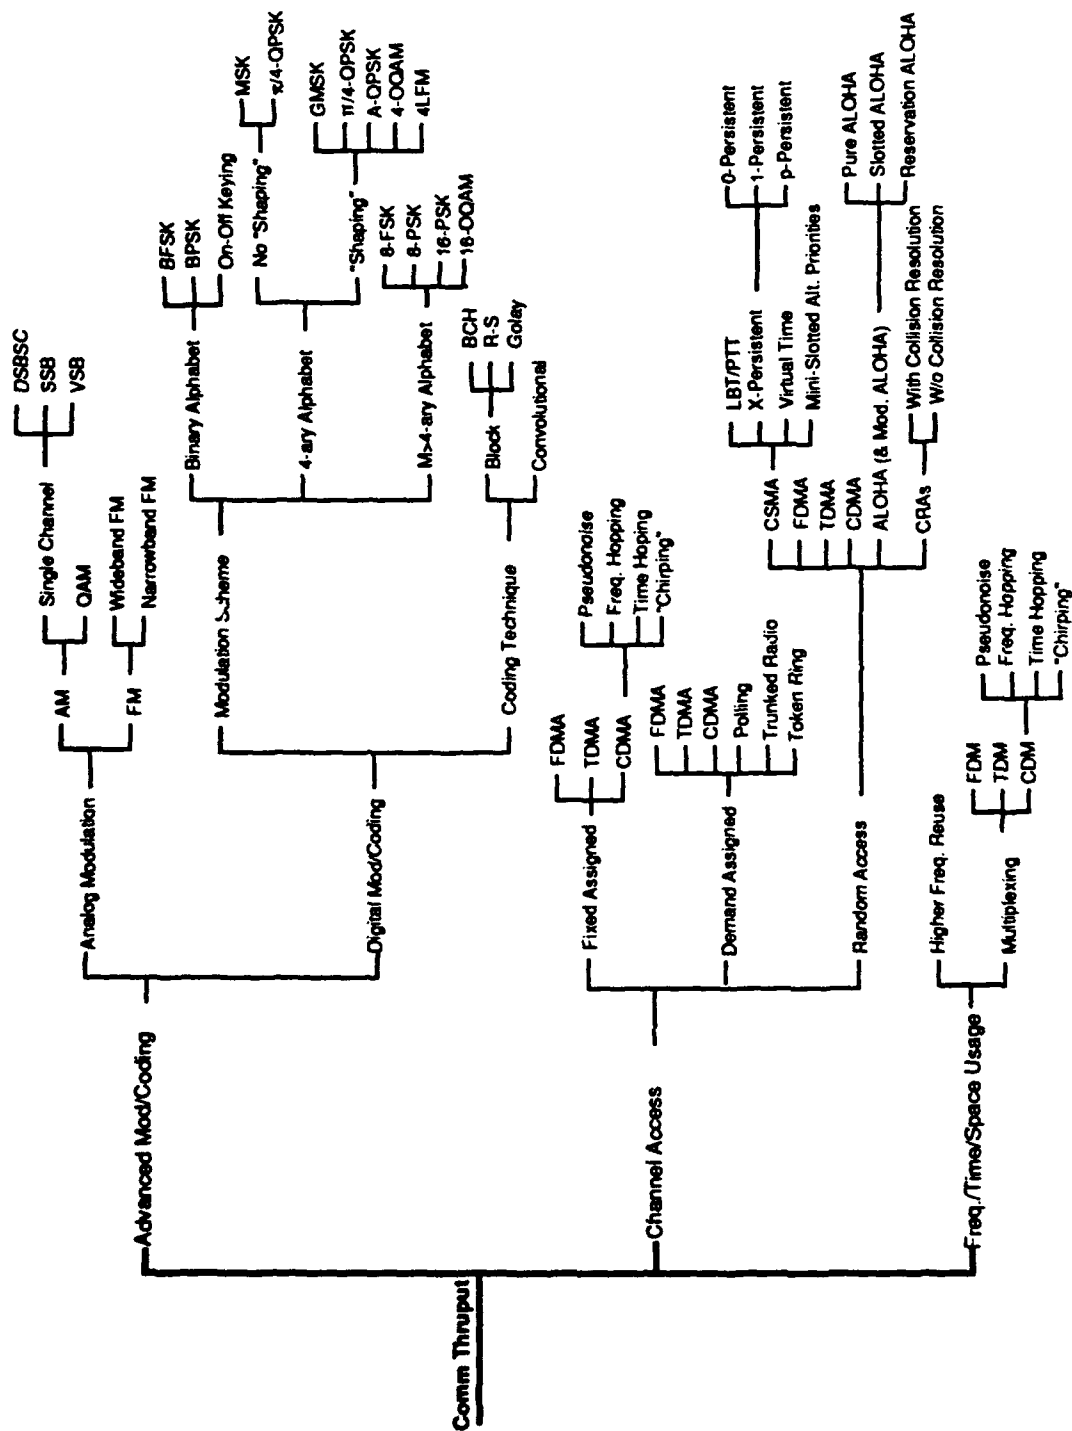 Comm Thruput
Advanced Mod/Coding
Analog Modulation
AM
Single Channel
DSBSC
SSB
VSB
QAM
FM
Wideband FM
Narrowband FM
Digital Mod/Coding
Modulation Scheme
Binary Alphabet
BFSK
BPSK
On-Off Keying
4-ary Alphabet
No "Shaping"
MSK
π/4-QPSK
"Shaping"
GMSK
π/4-QPSK
A-QPSK
4-OQAM
4LFM
M>4-ary Alphabet
8-FSK
8-PSK
16-PSK
16-OQAM
Coding Technique
Block
BCH
R-S
Golay
Convolutional
Channel Access
Fixed Assigned
FDMA
TDMA
CDMA
Pseudonoise
Freq. Hopping
Time Hoping
"Chirping"
Demand Assigned
FDMA
TDMA
CDMA
Polling
Trunked Radio
Token Ring
Random Access
CSMA
LBT/PTT
X-Persistent
0-Persistent
1-Persistent
p-Persistent
Virtual Time
Mini-Slotted Alt. Priorities
FDMA
TDMA
CDMA
ALOHA (& Mod. ALOHA)
Pure ALOHA
Slotted ALOHA
Reservation ALOHA
CRAs
With Collision Resolution
W/o Collision Resolution
Freq./Time/Space Usage
Higher Freq. Reuse
Multiplexing
FDM
TDM
CDM
Pseudonoise
Freq. Hopping
Time Hopping
"Chirping"